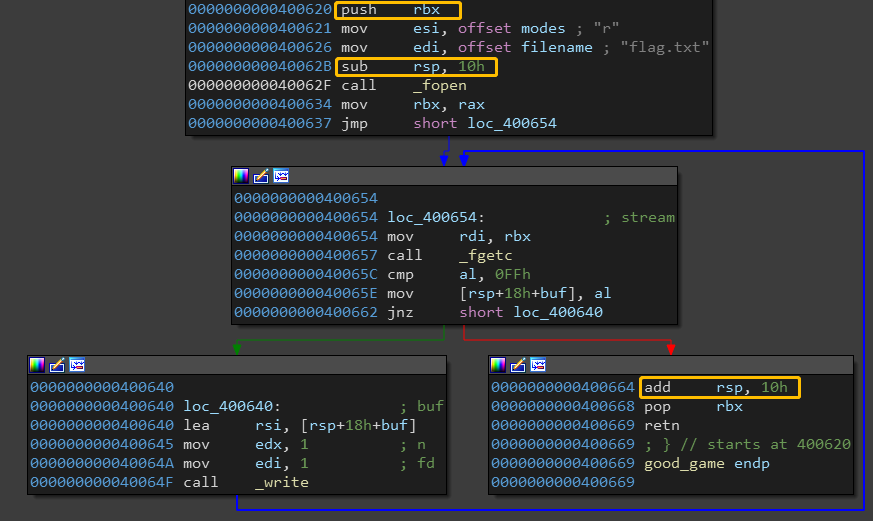 0000000000400620 push rbx
0000000000400621 mov esi, offset modes ; "r"
0000000000400626 mov edi, offset filename ; "flag.txt"
000000000040062B sub rsp, 10h
000000000040062F call _fopen
0000000000400634 mov rbx, rax
0000000000400637 jmp short loc_400654
0000000000400654
0000000000400654 loc_400654: ; stream
0000000000400654 mov rdi, rbx
0000000000400657 call _fgetc
000000000040065C cmp al, 0FFh
000000000040065E mov [rsp+18h+buf], al
0000000000400662 jnz short loc_400640
0000000000400640
0000000000400640 loc_400640: ; buf
0000000000400640 lea rsi, [rsp+18h+buf]
0000000000400645 mov edx, 1 ; n
000000000040064A mov edi, 1 ; fd
000000000040064F call _write
0000000000400664 add rsp, 10h
0000000000400668 pop rbx
0000000000400669 retn
0000000000400669 ; } // starts at 400620
0000000000400669 good_game endp
0000000000400669